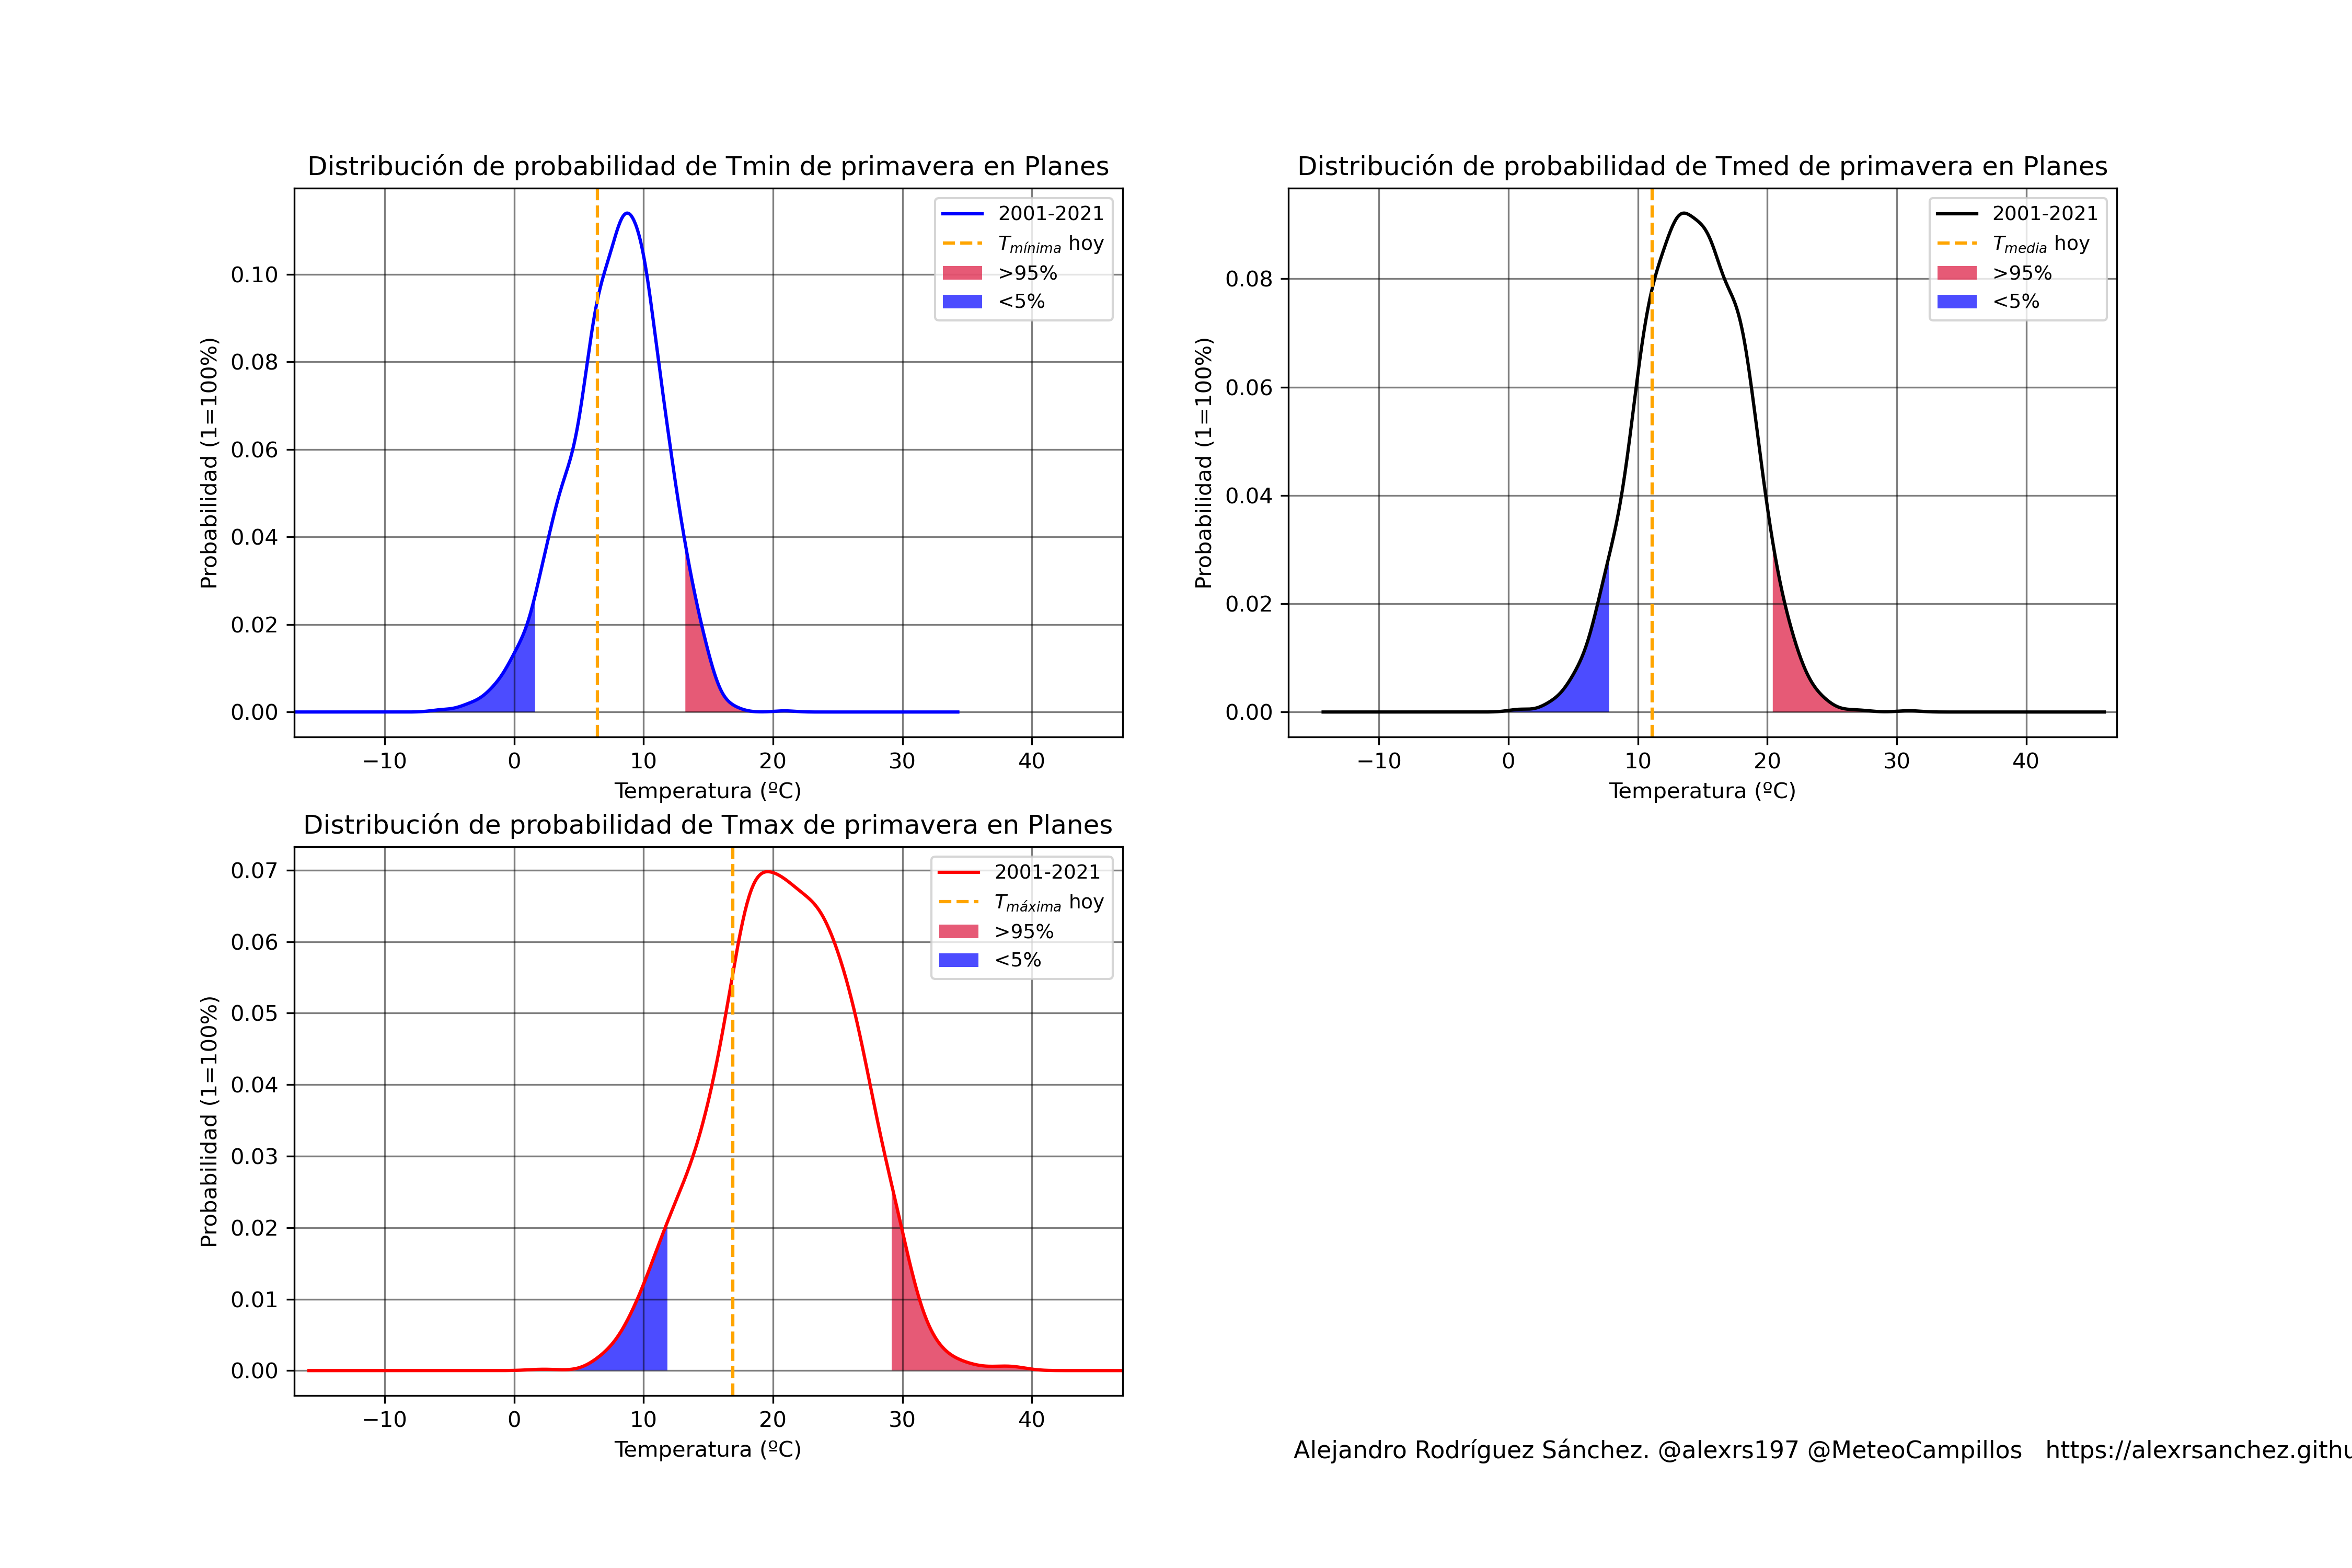 Distribución de probabilidad de Tmin de primavera en Planes
Probabilidad (1=100%)
0.10
0.08
0.06
0.04
0.02
0.00
−10 0 10 20 30 40
Temperatura (ºC)
2001-2021
Tmínima hoy
>95%
<5%
Distribución de probabilidad de Tmed de primavera en Planes
Probabilidad (1=100%)
0.08
0.06
0.04
0.02
0.00
−10 0 10 20 30 40
Temperatura (ºC)
2001-2021
Tmedia hoy
>95%
<5%
Distribución de probabilidad de Tmax de primavera en Planes
Probabilidad (1=100%)
0.07
0.06
0.05
0.04
0.03
0.02
0.01
0.00
−10 0 10 20 30 40
Temperatura (ºC)
2001-2021
Tmáxima hoy
>95%
<5%
Alejandro Rodríguez Sánchez. @alexrs197 @MeteoCampillos https://alexrsanchez.githu